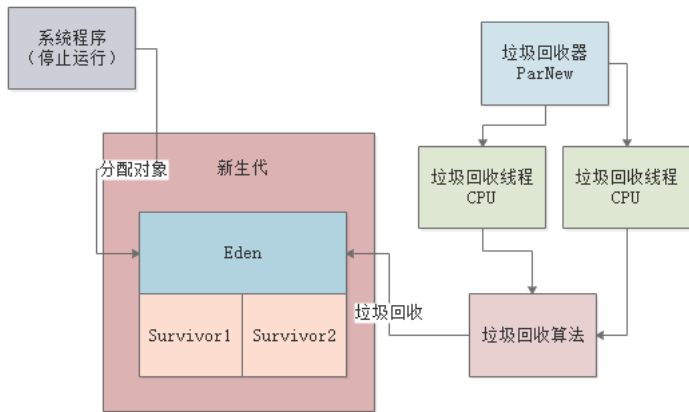 系统程序
（停止运行）
垃圾回收器
ParNew
分配对象
新生代
垃圾回收线程
CPU
垃圾回收线程
CPU
Eden
垃圾回收
Survivor1
Survivor2
垃圾回收算法